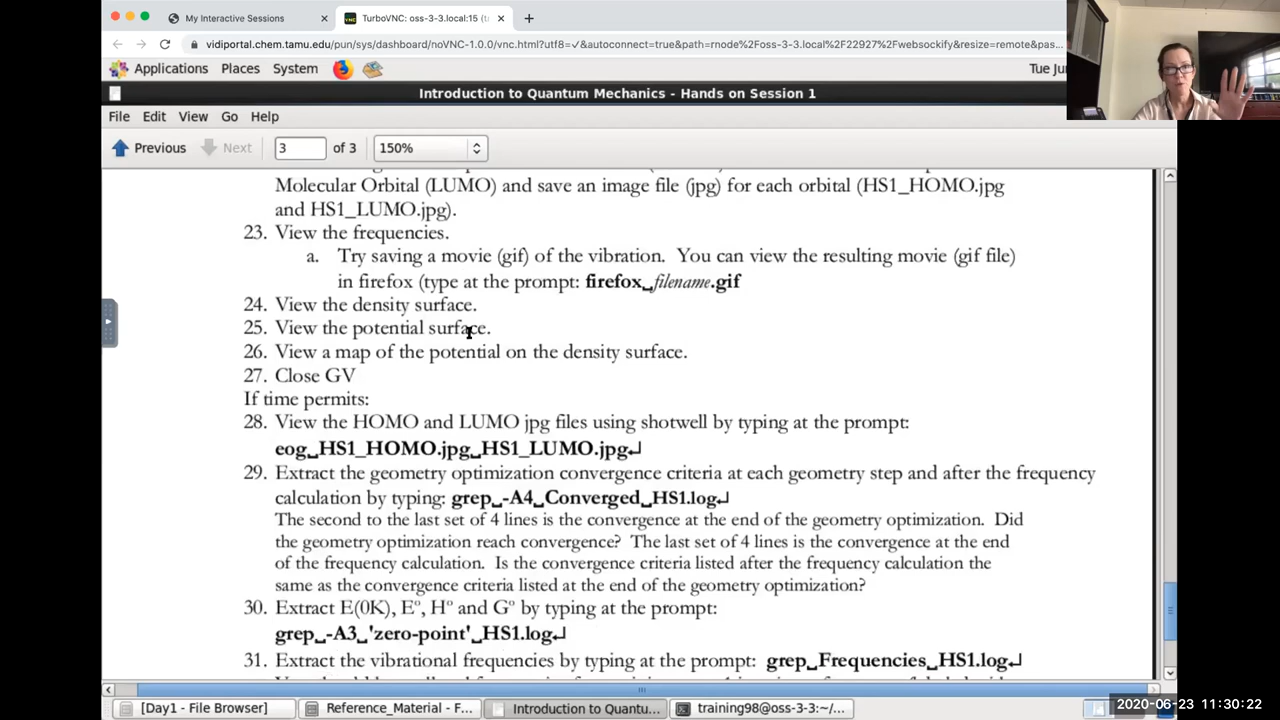 My Interactive Sessions
TurboVNC: oss-3-3.local:15 (t
vidiportal.chem.tamu.edu/pun/sys/dashboard/noVNC-1.0.0/vnc.html?utf8=✓&autoconnect=true&path=rnode%2Foss-3-3.local%2F22927%2Fwebsockify&resize=remote&pas...
Applications Places System
Tue Jun
Introduction to Quantum Mechanics - Hands on Session 1
File Edit View Go Help
Previous Next 3 of 3 150%
Molecular Orbital (LUMO) and save an image file (jpg) for each orbital (HS1_HOMO.jpg
and HS1_LUMO.jpg).
23. View the frequencies.
a. Try saving a movie (gif) of the vibration. You can view the resulting movie (gif file)
in firefox (type at the prompt: firefox␣filename.gif
24. View the density surface.
25. View the potential surface.
26. View a map of the potential on the density surface.
27. Close GV
If time permits:
28. View the HOMO and LUMO jpg files using shotwell by typing at the prompt:
eog␣HS1_HOMO.jpg␣HS1_LUMO.jpg↵
29. Extract the geometry optimization convergence criteria at each geometry step and after the frequency
calculation by typing: grep␣-A4␣Converged␣HS1.log↵
The second to the last set of 4 lines is the convergence at the end of the geometry optimization. Did
the geometry optimization reach convergence? The last set of 4 lines is the convergence at the end
of the frequency calculation. Is the convergence criteria listed after the frequency calculation the
same as the convergence criteria listed at the end of the geometry optimization?
30. Extract E(0K), E°, H° and G° by typing at the prompt:
grep␣-A3␣'zero-point'␣HS1.log↵
31. Extract the vibrational frequencies by typing at the prompt: grep␣Frequencies␣HS1.log↵
[Day1 - File Browser]
Reference_Material - F...
Introduction to Quantu...
training98@oss-3-3:~/...
2020-06-23 11:30:22